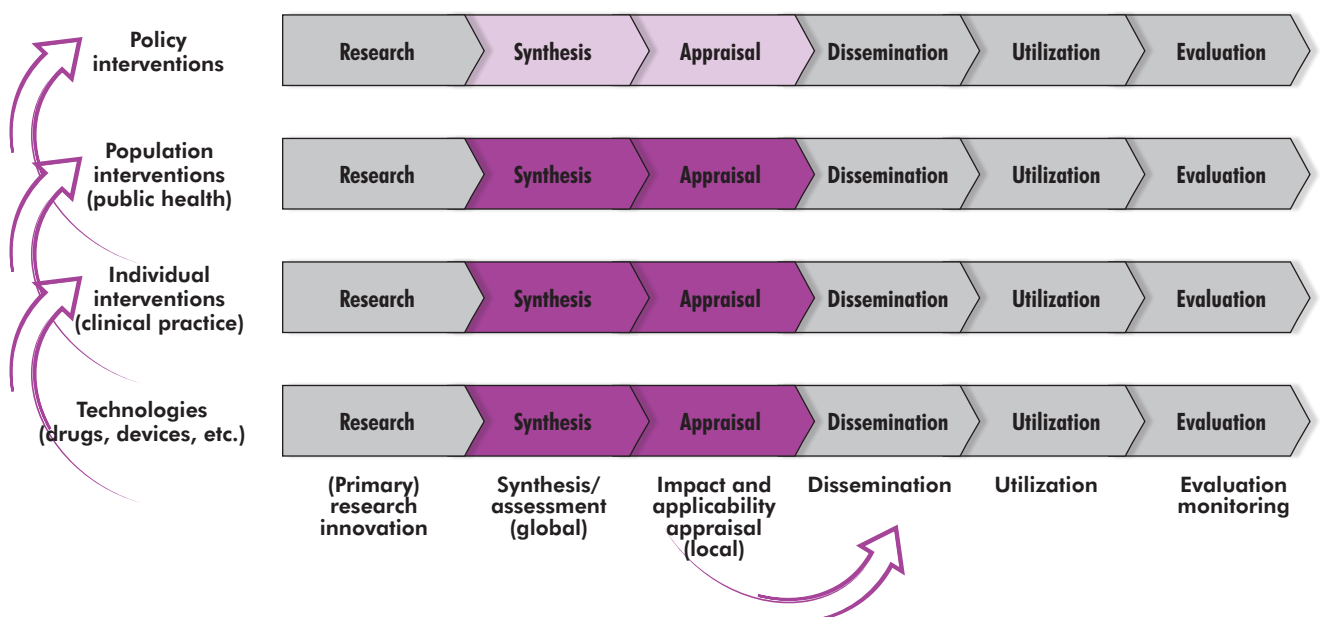 Policy
interventions
Research Synthesis Appraisal Dissemination Utilization Evaluation
Population
interventions
(public health)
Research Synthesis Appraisal Dissemination Utilization Evaluation
Individual
interventions
(clinical practice)
Research Synthesis Appraisal Dissemination Utilization Evaluation
Technologies
(drugs, devices, etc.)
Research Synthesis Appraisal Dissemination Utilization Evaluation
(Primary)
research
innovation
Synthesis/
assessment
(global)
Impact and
applicability
appraisal
(local)
Dissemination
Utilization
Evaluation
monitoring